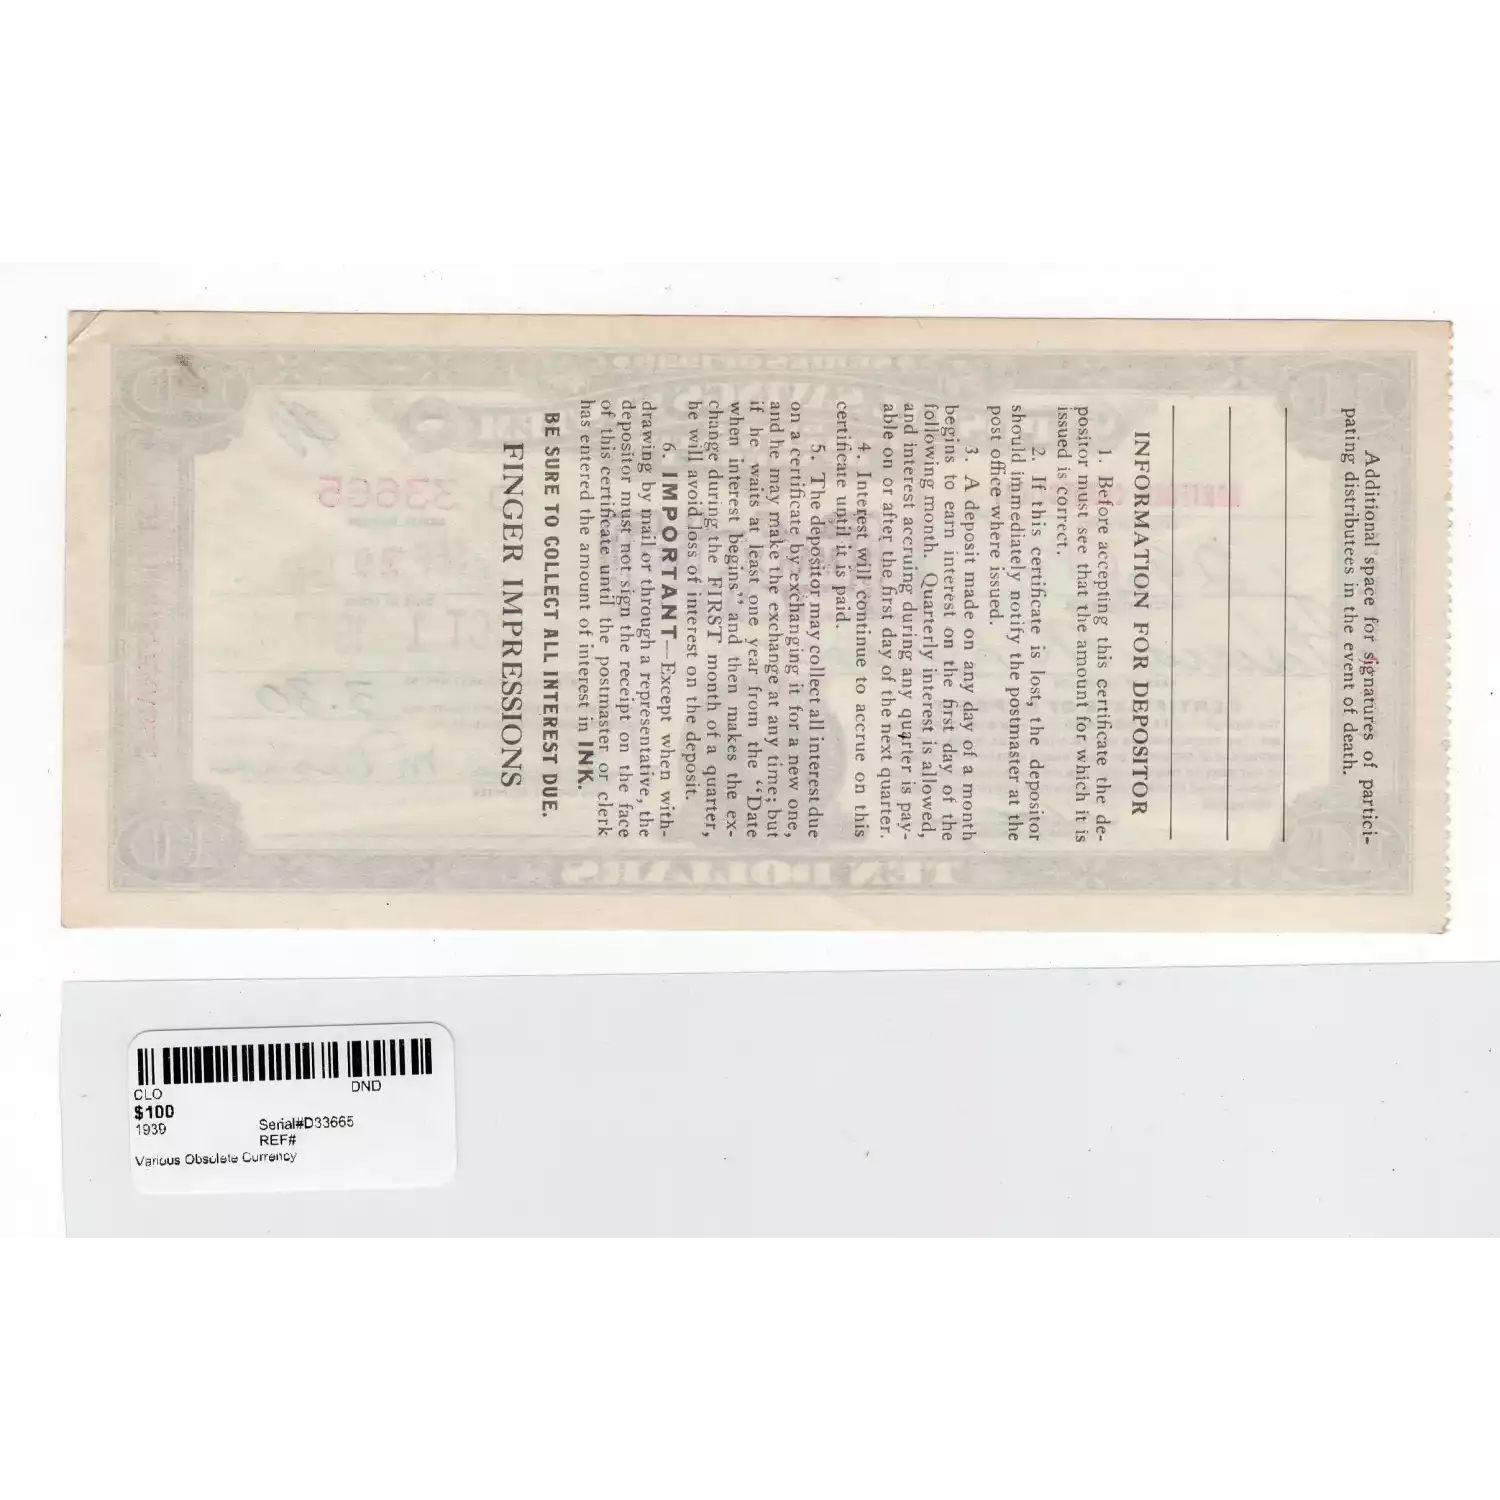 Additional space for signatures of partici-
pating distributees in the event of death.
INFORMATION FOR DEPOSITOR
1. Before accepting this certificate the de-
positor must see that the amount for which it is
issued is correct.
2. If this certificate is lost, the depositor
should immediately notify the postmaster at the
post office where issued.
3. A deposit made on any day of a month
begins to earn interest on the first day of the
following month. Quarterly interest is allowed,
and interest accruing during any quarter is pay-
able on or after the first day of the next quarter.
4. Interest will continue to accrue on this
certificate until it is paid.
5. The depositor may collect all interest due
on a certificate by exchanging it for a new one,
and he may make the exchange at any time; but
if he waits at least one year from the “Date
when interest begins” and then makes the ex-
change during the FIRST month of a quarter,
he will avoid loss of interest on the deposit.
6. IMPORTANT—Except when with-
drawing by mail or through a representative, the
depositor must not sign the receipt on the face
of this certificate until the postmaster or clerk
has entered the amount of interest in INK.
BE SURE TO COLLECT ALL INTEREST DUE.
FINGER IMPRESSIONS
33665
TEN DOLLARS
CLO DND
$100
1939 Serial#D33665
REF#
Various Obsolete Currency